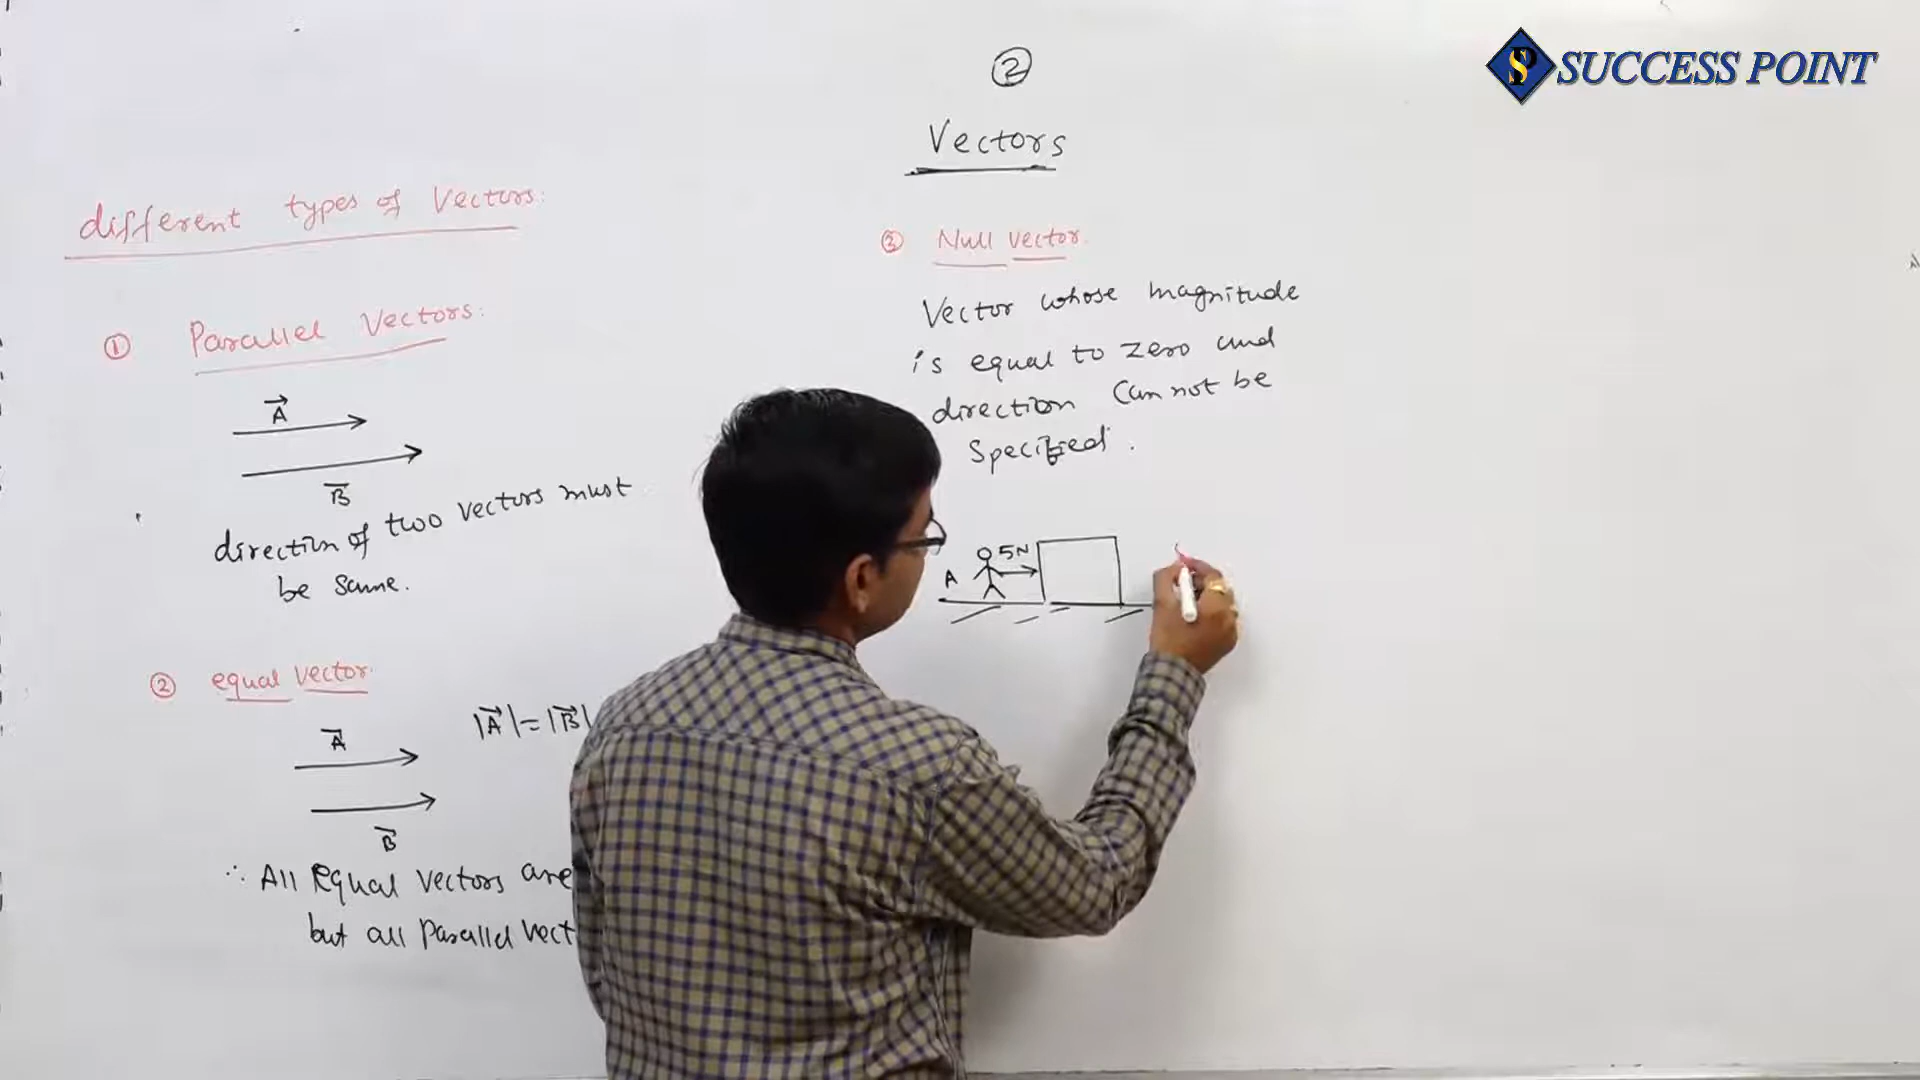 SUCCESS POINT
②
Vectors
different types of Vectors:
① Parallel Vectors:
A
B
direction of two vectors must
be same.
② equal vector
A
B
|A|=|B|
∴ All Equal vectors are
but all Parallel vect
③ Null vector
Vector whose magnitude
is equal to zero and
direction Cannot be
Specified.
A
5N